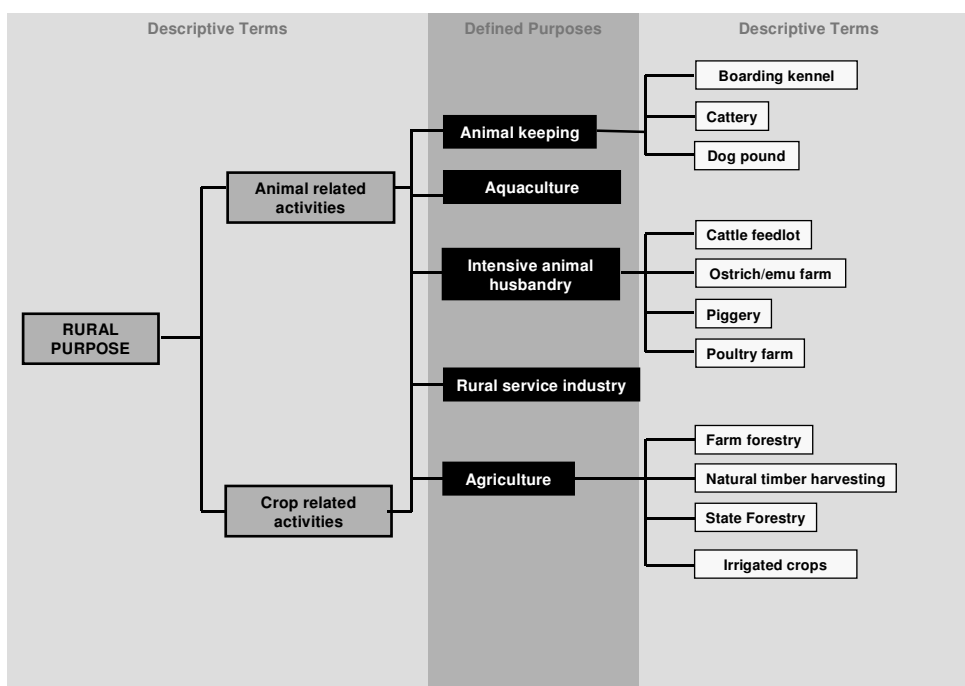 Descriptive Terms
Defined Purposes
Descriptive Terms
RURAL
PURPOSE
Animal related
activities
Crop related
activities
Animal keeping
Aquaculture
Intensive animal
husbandry
Rural service industry
Agriculture
Boarding kennel
Cattery
Dog pound
Cattle feedlot
Ostrich/emu farm
Piggery
Poultry farm
Farm forestry
Natural timber harvesting
State Forestry
Irrigated crops